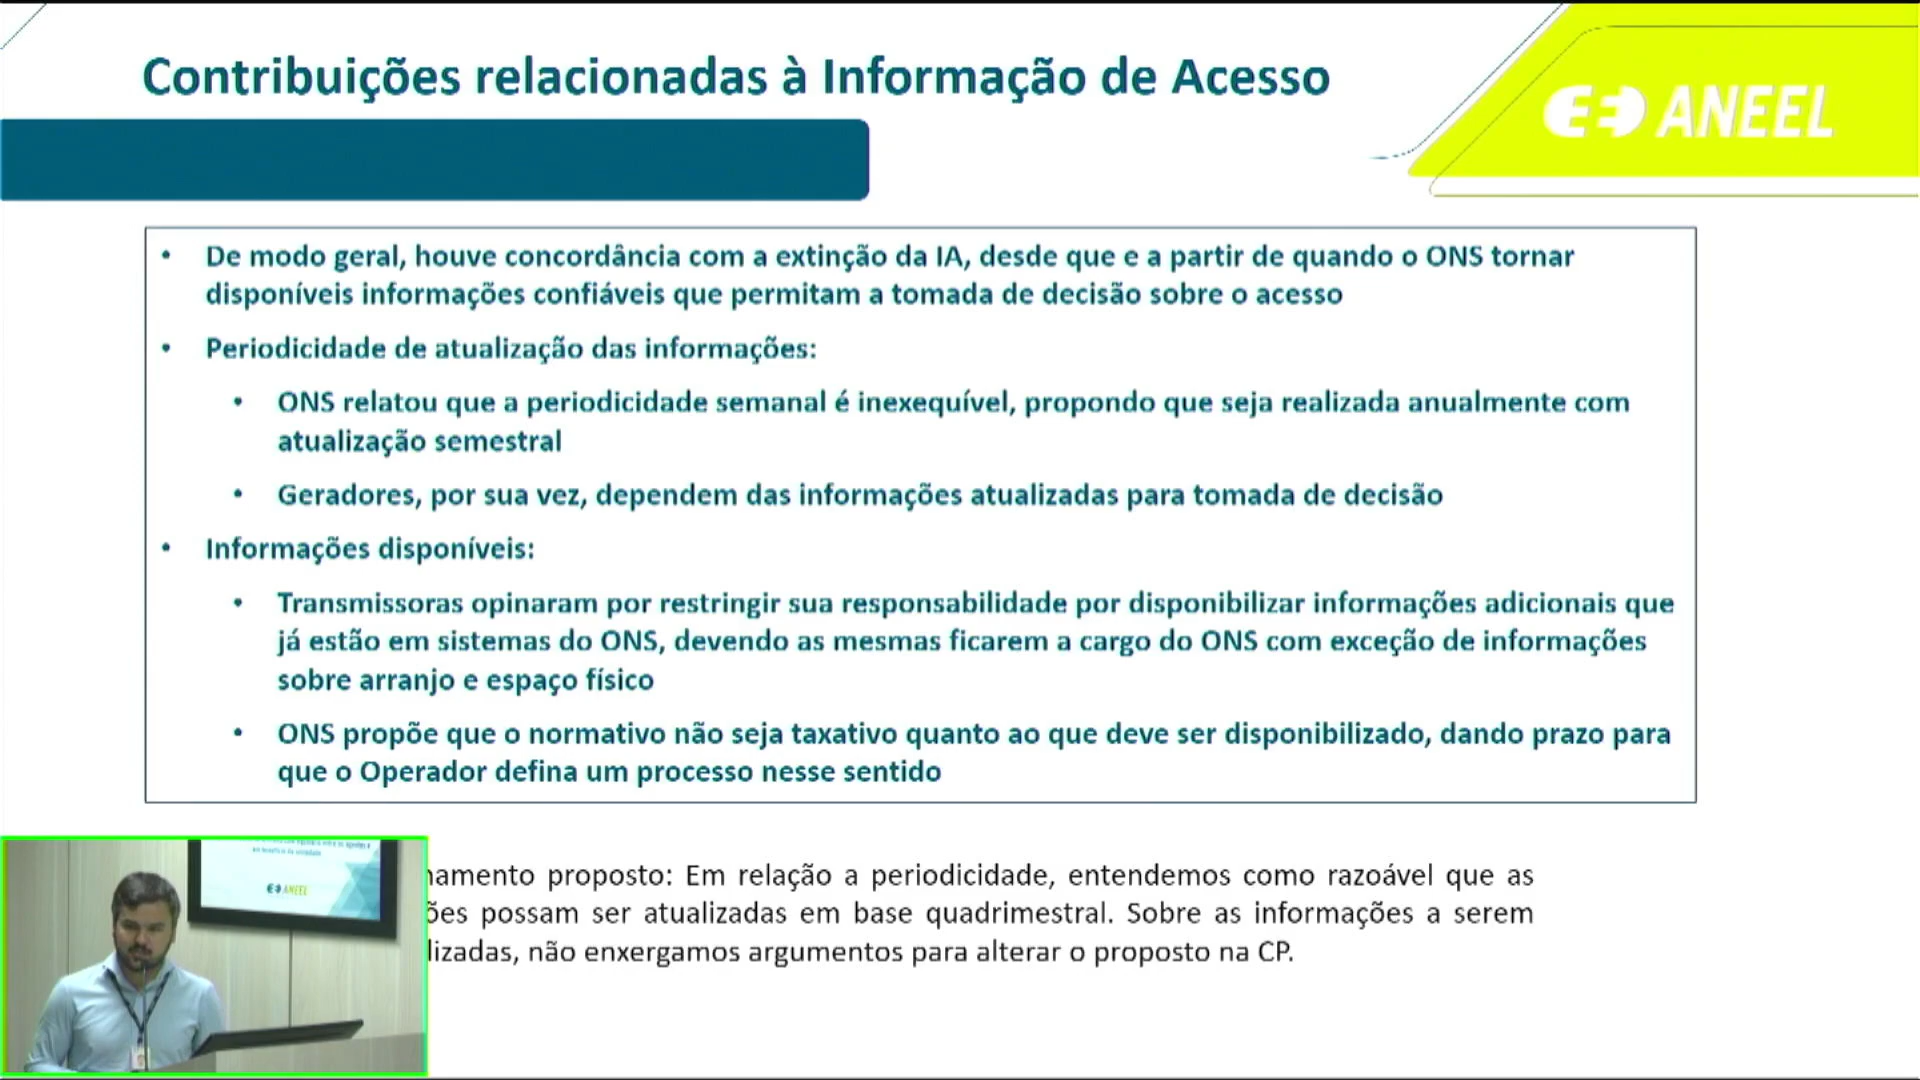 Contribuições relacionadas à Informação de Acesso
ANEEL
• De modo geral, houve concordância com a extinção da IA, desde que e a partir de quando o ONS tornar
disponíveis informações confiáveis que permitam a tomada de decisão sobre o acesso
• Periodicidade de atualização das informações:
• ONS relatou que a periodicidade semanal é inexequível, propondo que seja realizada anualmente com
atualização semestral
• Geradores, por sua vez, dependem das informações atualizadas para tomada de decisão
• Informações disponíveis:
• Transmissoras opinaram por restringir sua responsabilidade por disponibilizar informações adicionais que
já estão em sistemas do ONS, devendo as mesmas ficarem a cargo do ONS com exceção de informações
sobre arranjo e espaço físico
• ONS propõe que o normativo não seja taxativo quanto ao que deve ser disponibilizado, dando prazo para
que o Operador defina um processo nesse sentido
namento proposto: Em relação a periodicidade, entendemos como razoável que as
ões possam ser atualizadas em base quadrimestral. Sobre as informações a serem
lizadas, não enxergamos argumentos para alterar o proposto na CP.
ANEEL